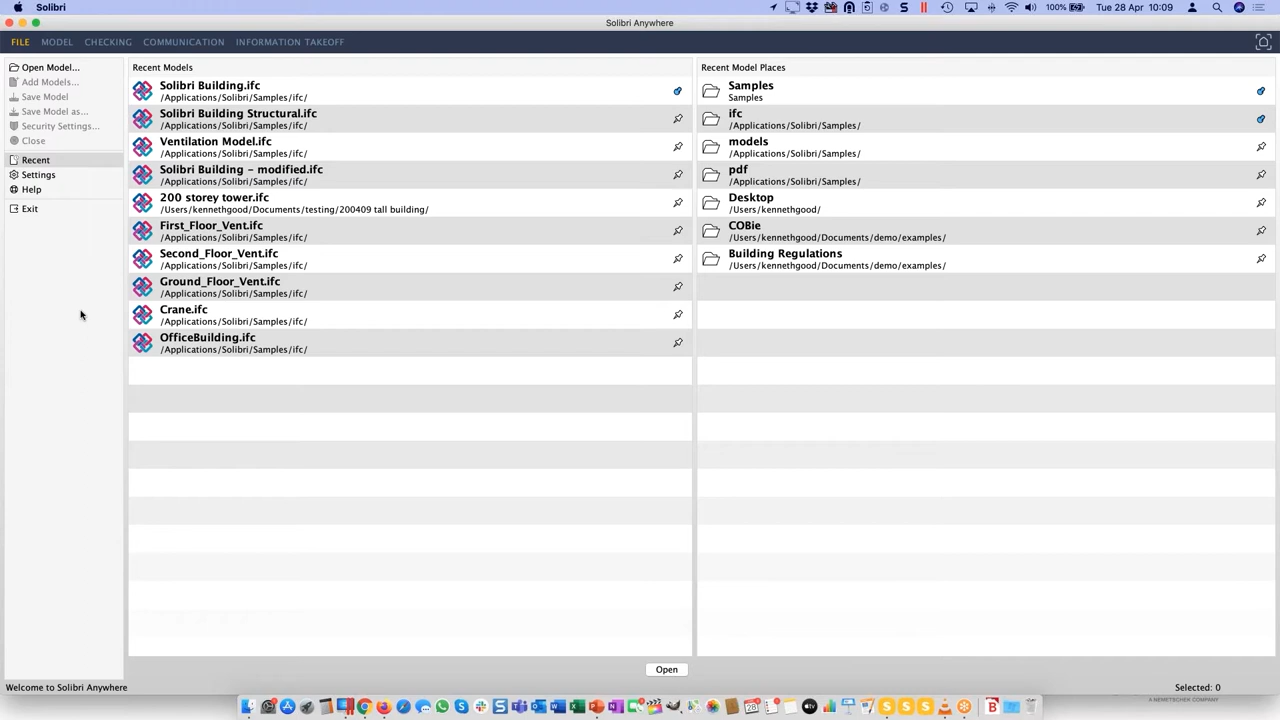 Solibri
100%
Tue 28 Apr 10:09
Solibri Anywhere
FILE
MODEL
CHECKING
COMMUNICATION
INFORMATION TAKEOFF
Open Model...
Add Models...
Save Model
Save Model as...
Security Settings...
Close
Recent
Settings
Help
Exit
Recent Models
Solibri Building.ifc
/Applications/Solibri/Samples/ifc/
Solibri Building Structural.ifc
/Applications/Solibri/Samples/ifc/
Ventilation Model.ifc
/Applications/Solibri/Samples/ifc/
Solibri Building - modified.ifc
/Applications/Solibri/Samples/ifc/
200 storey tower.ifc
/Users/kennethgood/Documents/testing/200409 tall building/
First_Floor_Vent.ifc
/Applications/Solibri/Samples/ifc/
Second_Floor_Vent.ifc
/Applications/Solibri/Samples/ifc/
Ground_Floor_Vent.ifc
/Applications/Solibri/Samples/ifc/
Crane.ifc
/Applications/Solibri/Samples/ifc/
OfficeBuilding.ifc
/Applications/Solibri/Samples/ifc/
Recent Model Places
Samples
Samples
ifc
/Applications/Solibri/Samples/
models
/Applications/Solibri/Samples/
pdf
/Applications/Solibri/Samples/
Desktop
/Users/kennethgood/
COBie
/Users/kennethgood/Documents/demo/examples/
Building Regulations
/Users/kennethgood/Documents/demo/examples/
Open
Welcome to Solibri Anywhere
Selected: 0
A NEMETSCHEK COMPANY